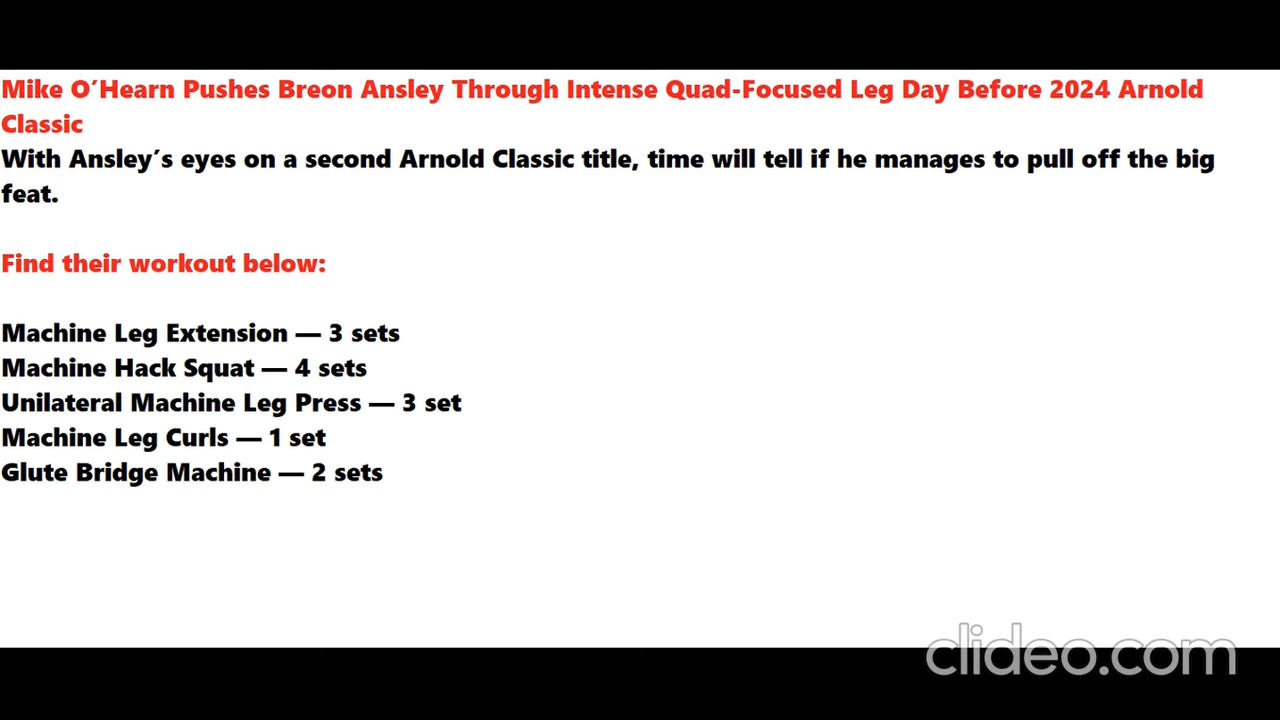 Mike O′Hearn Pushes Breon Ansley Through Intense Quad-Focused Leg Day Before 2024 Arnold
Classic
With Ansley′s eyes on a second Arnold Classic title, time will tell if he manages to pull off the big
feat.
Find their workout below:
Machine Leg Extension — 3 sets
Machine Hack Squat — 4 sets
Unilateral Machine Leg Press — 3 set
Machine Leg Curls — 1 set
Glute Bridge Machine — 2 sets
clideo.com